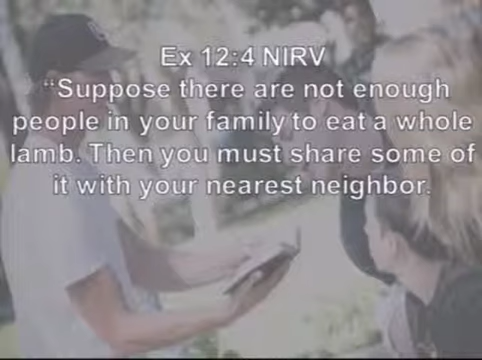 Ex 12:4 NIRV
“Suppose there are not enough
people in your family to eat a whole
lamb. Then you must share some of
it with your nearest neighbor.